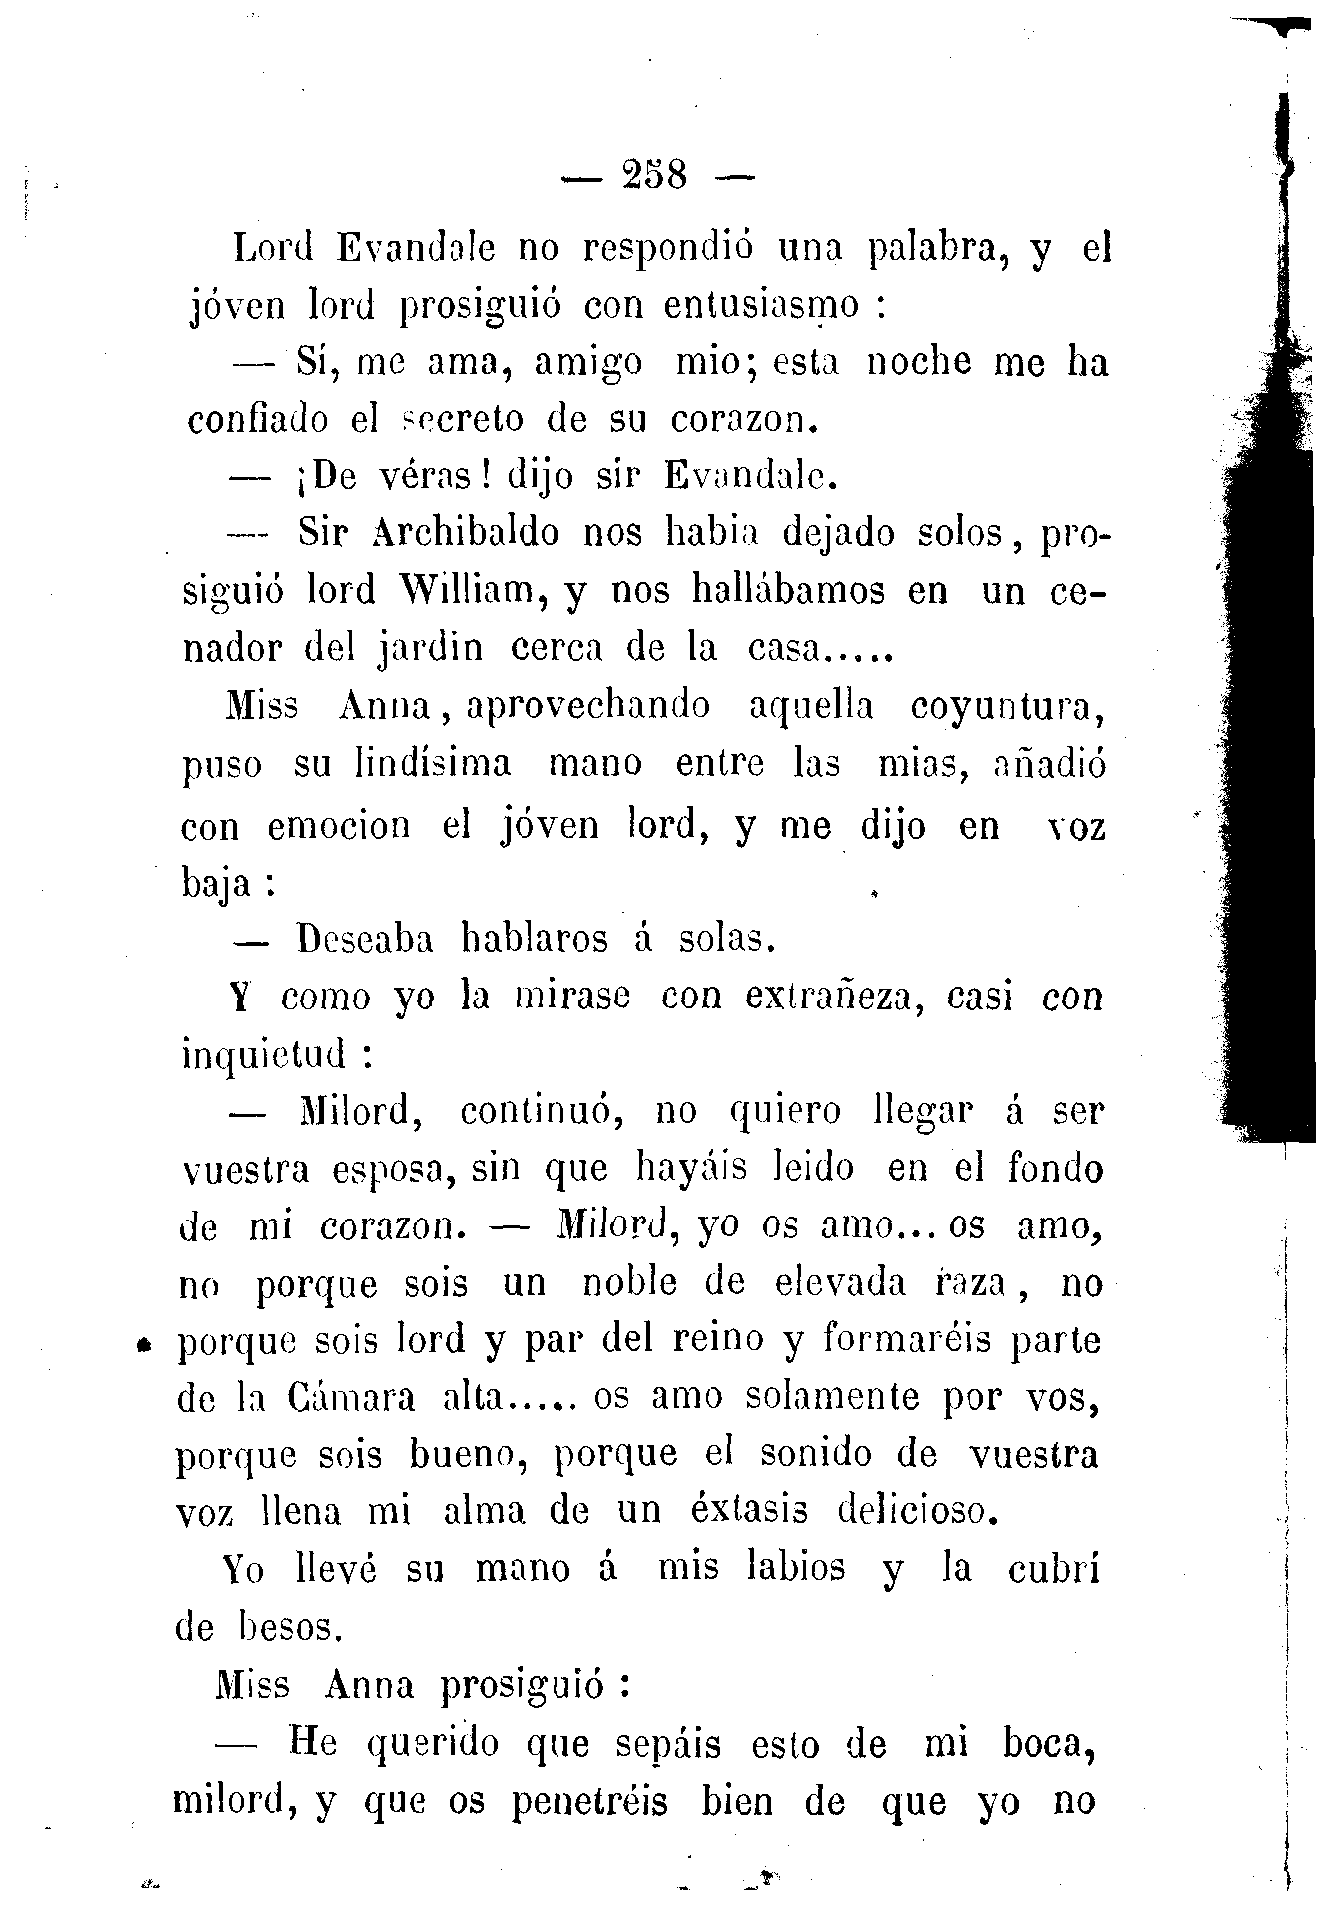 — 258 —
Lord Evandale no respondió una palabra, y el
jóven lord prosiguió con entusiasmo :
— Sí, me ama, amigo mio; esta noche me ha
confiado el secreto de su corazon.
— ¡De véras! dijo sir Evandale.
— Sir Archibaldo nos habia dejado solos, pro-
siguió lord William, y nos hallábamos en un ce-
nador del jardin cerca de la casa.....
Miss Anna, aprovechando aquella coyuntura,
puso su lindísima mano entre las mias, añadió
con emocion el jóven lord, y me dijo en voz
baja :
— Deseaba hablaros á solas.
Y como yo la mirase con extrañeza, casi con
inquietud :
— Milord, continuó, no quiero llegar á ser
vuestra esposa, sin que hayáis leido en el fondo
de mi corazon. — Milord, yo os amo... os amo,
no porque sois un noble de elevada raza, no
porque sois lord y par del reino y formaréis parte
de la Cámara alta..... os amo solamente por vos,
porque sois bueno, porque el sonido de vuestra
voz llena mi alma de un éxtasis delicioso.
Yo llevé su mano á mis labios y la cubrí
de besos.
Miss Anna prosiguió :
— He querido que sepáis esto de mi boca,
milord, y que os penetréis bien de que yo no